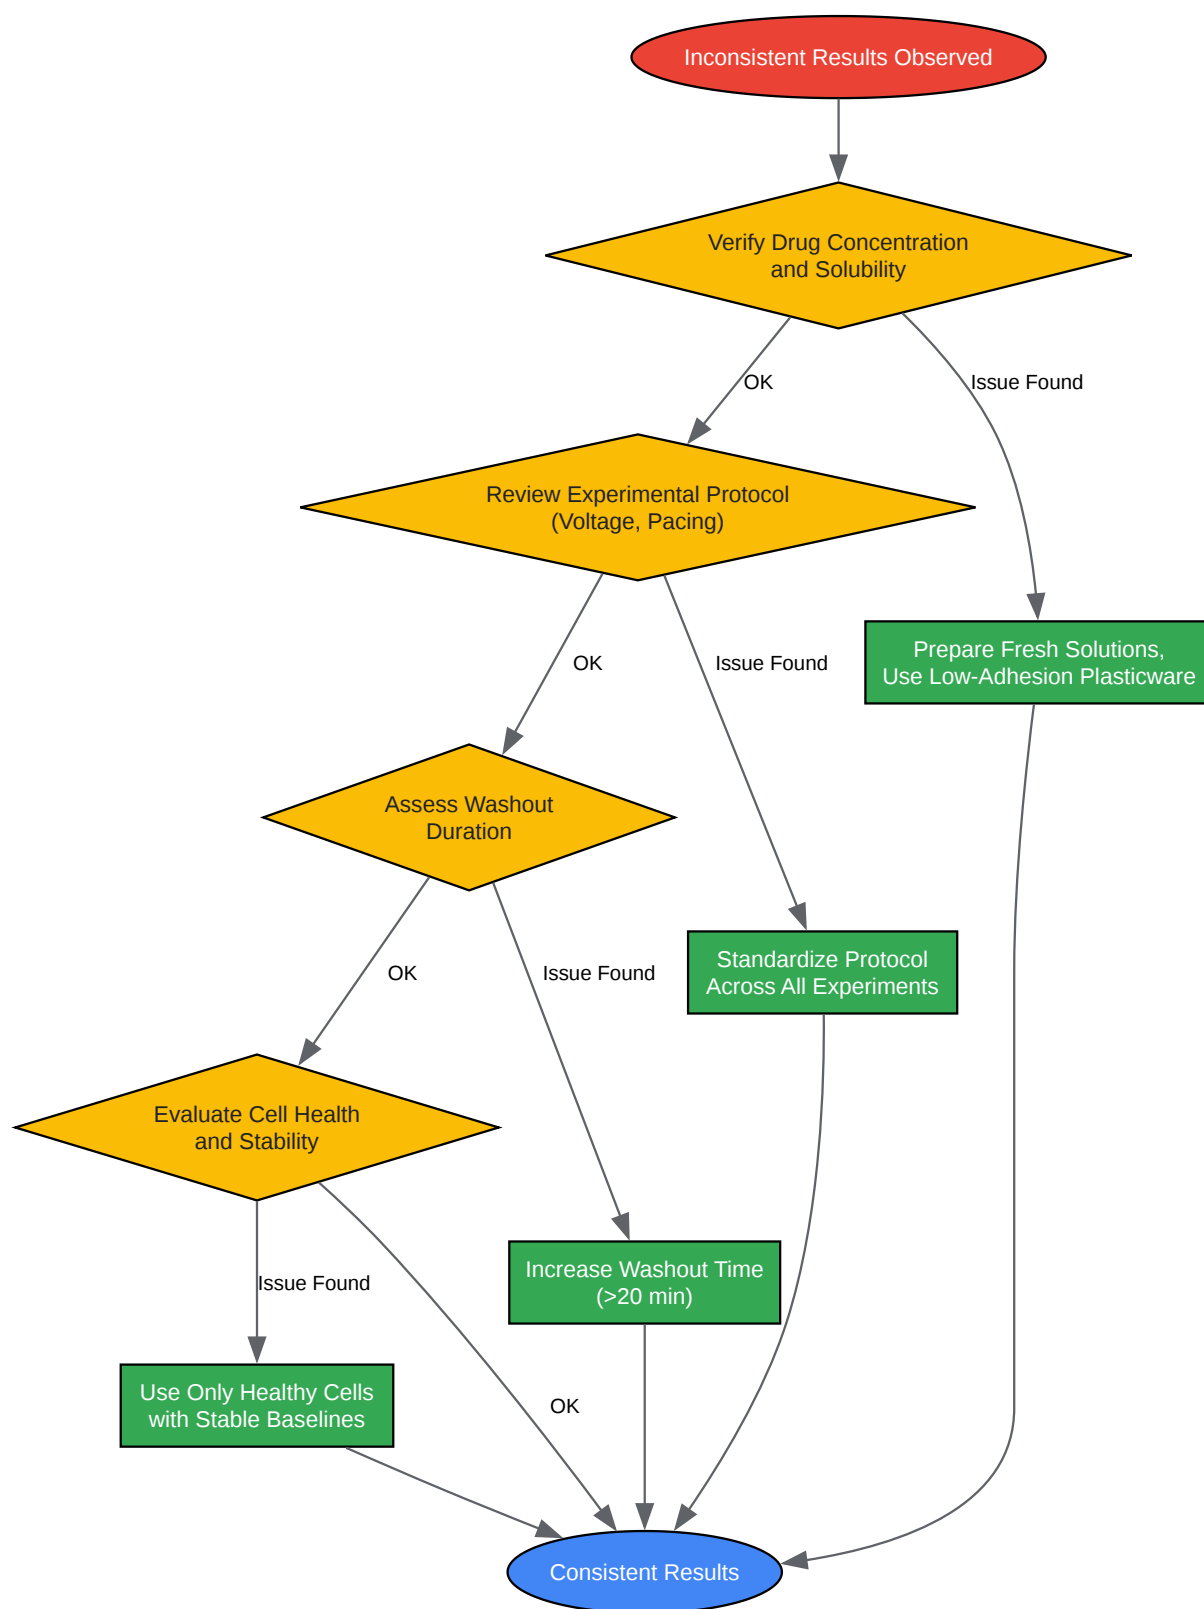 Inconsistent Results Observed
Verify Drug Concentration
and Solubility
OK
Issue Found
Review Experimental Protocol
(Voltage, Pacing)
OK
Issue Found
Prepare Fresh Solutions,
Use Low-Adhesion Plasticware
Assess Washout
Duration
OK
Issue Found
Standardize Protocol
Across All Experiments
Evaluate Cell Health
and Stability
Issue Found
Increase Washout Time
(>20 min)
Use Only Healthy Cells
with Stable Baselines
OK
Consistent Results